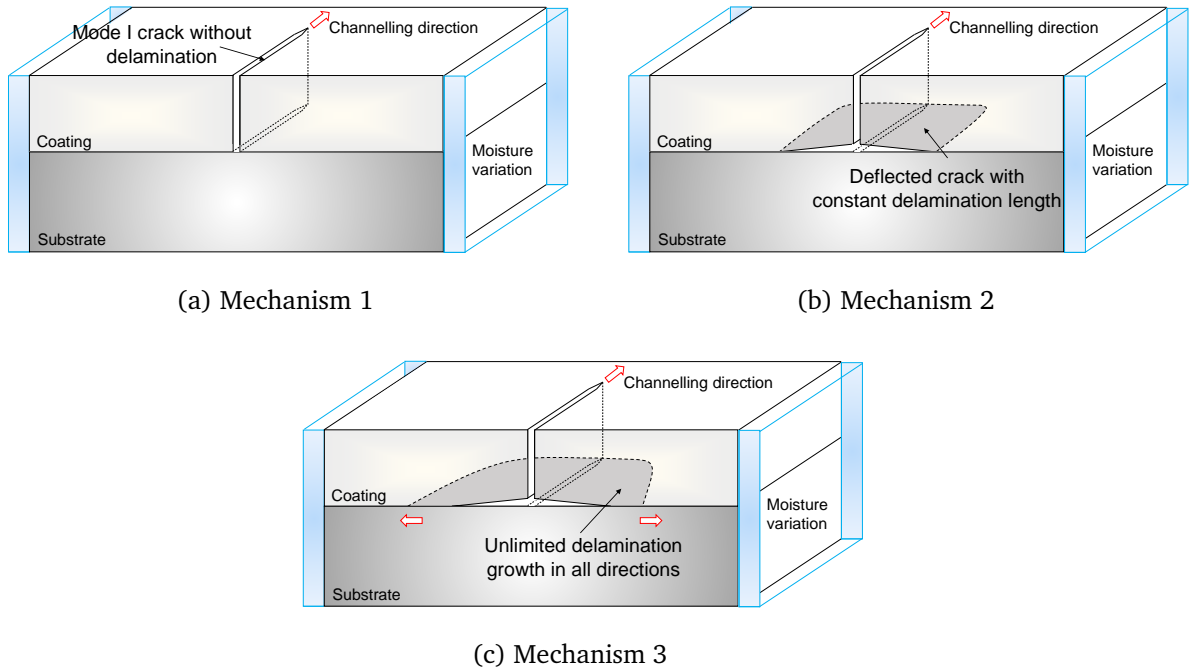 Mode I crack without
delamination
Channelling direction
Coating
Moisture
variation
Substrate
(a) Mechanism 1
Channelling direction
Coating
Moisture
variation
Deflected crack with
constant delamination length
Substrate
(b) Mechanism 2
Channelling direction
Coating
Moisture
variation
Unlimited delamination
growth in all directions
Substrate
(c) Mechanism 3